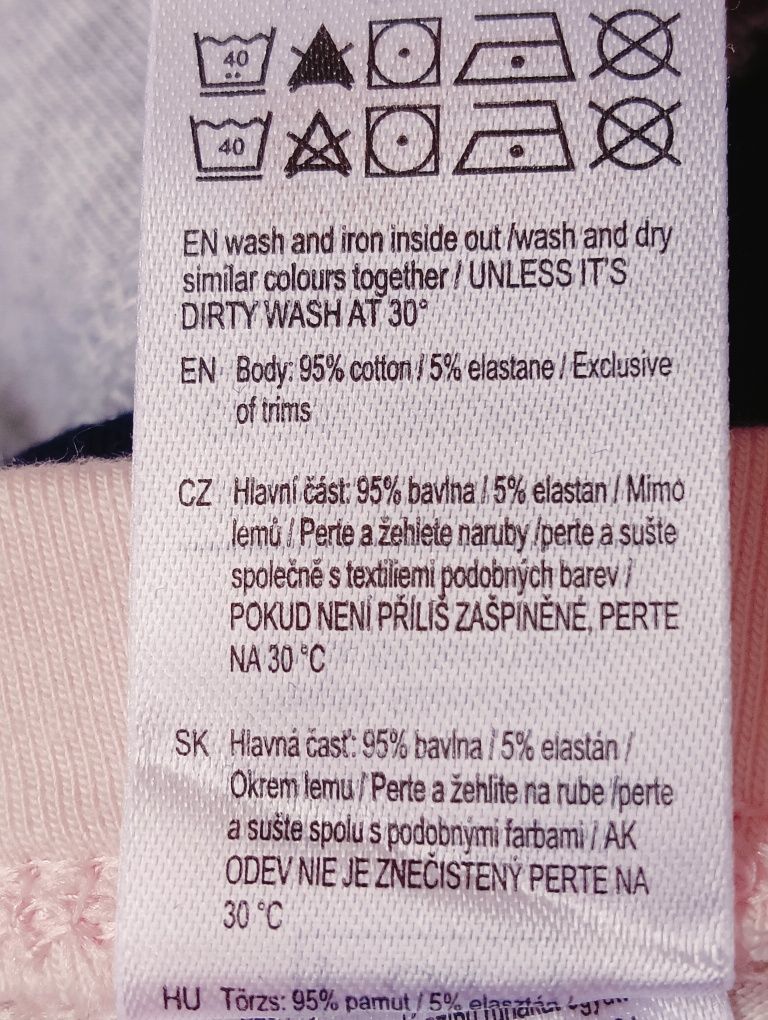 40
40
EN wash and iron inside out /wash and dry
similar colours together / UNLESS IT'S
DIRTY WASH AT 30°
EN Body: 95% cotton / 5% elastane / Exclusive
of trims
CZ Hlavní část: 95% bavlna / 5% elastan / Mimo
lemů / Perte a žehlete naruby /perte a sušte
společně s textiliemi podobných barev /
POKUD NENÍ PŘÍLIŠ ZAŠPINĚNÉ, PERTE
NA 30 °C
SK Hlavná časť: 95% bavlna / 5% elastán /
Okrem lemu / Perte a žehlite na rube /perte
a sušte spolu s podobnými farbami / AK
ODEV NIE JE ZNEČISTENÝ PERTE NA
30 °C
HU Törzs: 95% pamut / 5% elasztán